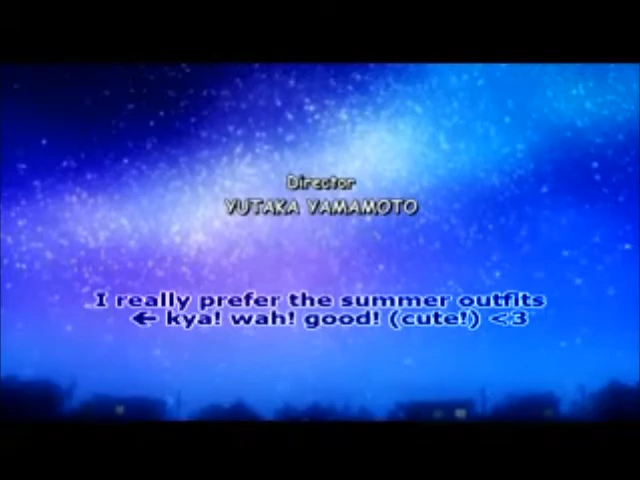 Director
YUTAKA YAMAMOTO
I really prefer the summer outfits
← kya! wah! good! (cute!) <3